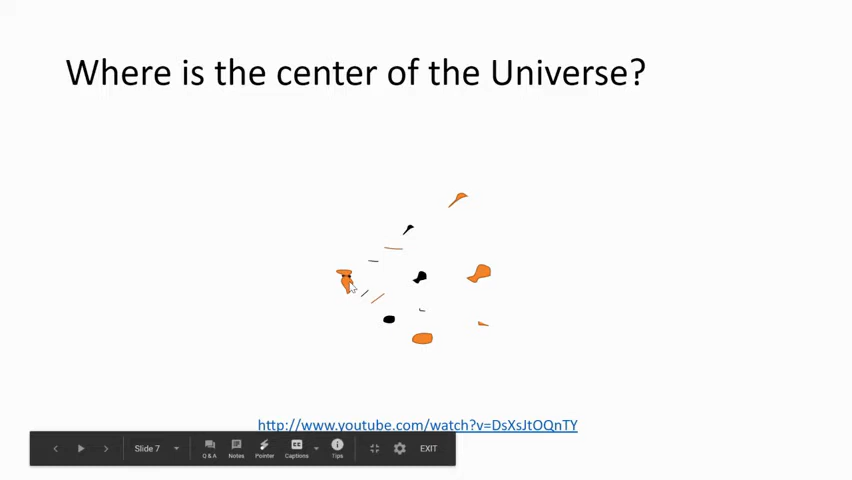 Where is the center of the Universe?
http://www.youtube.com/watch?v=DsXsJtOQnTY
Slide 7
EXIT
Q & A
Notes
Pointer
Captions
Tips